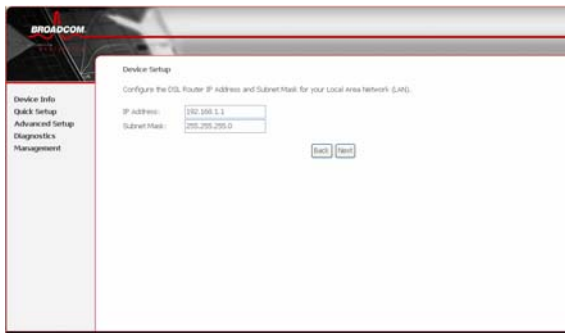 BROADCOM
Device Info
Quick Setup
Advanced Setup
Diagnostics
Management
Device Setup
Configure the DSL Router IP Address and Subnet Mask for your Local Area Network (LAN).
IP Address: 192.168.1.1
Subnet Mask: 255.255.255.0
Back Next